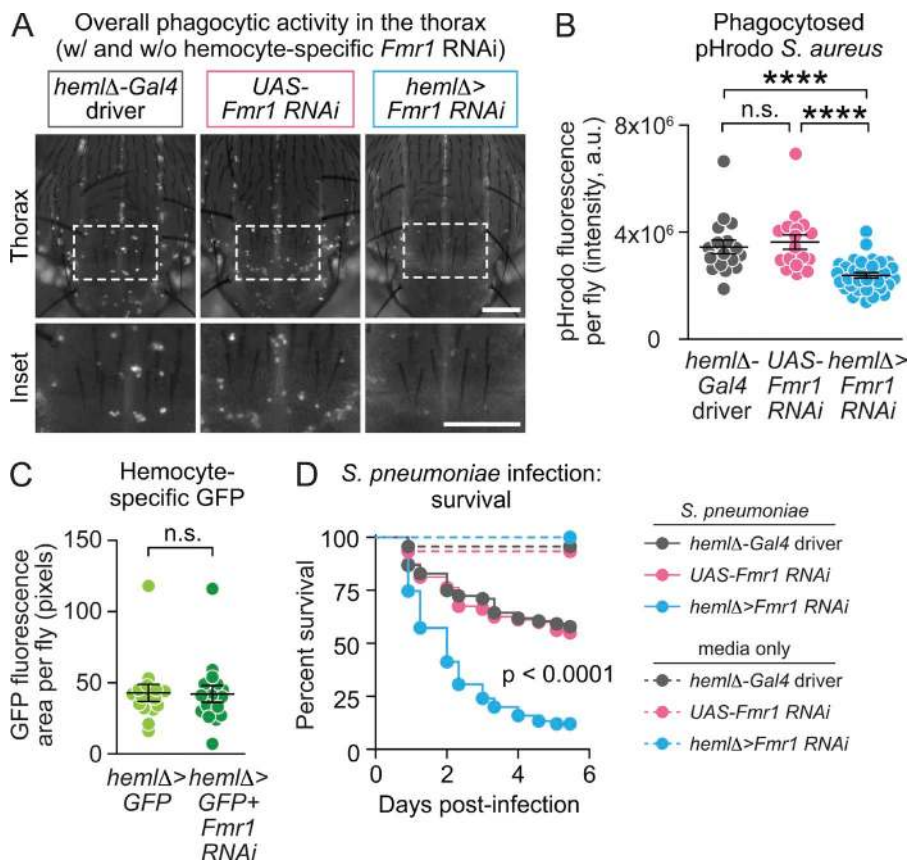 A Overall phagocytic activity in the thorax
(w/ and w/o hemocyte-specific Fmr1 RNAi)
hemlΔ-Gal4
driver
UAS-
Fmr1 RNAi
hemlΔ>
Fmr1 RNAi
Thorax
Inset
B Phagocytosed
pHrodo S. aureus
****
n.s. ****
pHrodo fluorescence
per fly (intensity, a.u.)
8x10⁶
4x10⁶
0
hemlΔ-
Gal4
driver
UAS-
Fmr1
RNAi
hemlΔ>
Fmr1
RNAi
C Hemocyte-
specific GFP
n.s.
GFP fluorescence
area per fly (pixels)
150
100
50
0
hemlΔ>
GFP
hemlΔ>
GFP+
Fmr1
RNAi
D S. pneumoniae infection:
survival
Percent survival
100
75
50
25
0
p < 0.0001
0 2 4 6
Days post-infection
S. pneumoniae
hemlΔ-Gal4 driver
UAS-Fmr1 RNAi
hemlΔ>Fmr1 RNAi
media only
hemlΔ-Gal4 driver
UAS-Fmr1 RNAi
hemlΔ>Fmr1 RNAi